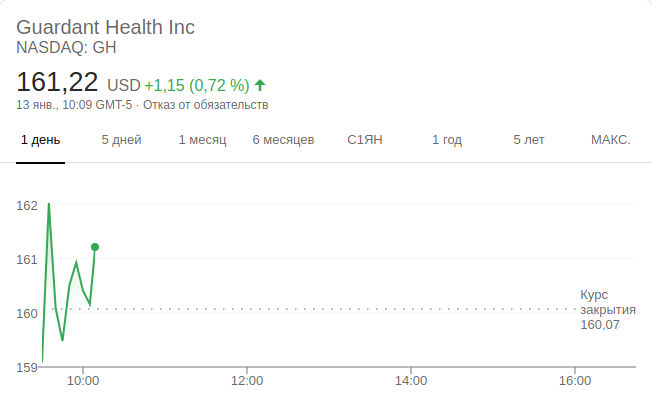 Guardant Health Inc
NASDAQ: GH
161,22 USD +1,15 (0,72 %)
13 янв., 10:09 GMT-5 · Отказ от обязательств
1 день 5 дней 1 месяц 6 месяцев С1ЯН 1 год 5 лет МАКС.
162
161
160
159
Курс
закрытия
160,07
10:00 12:00 14:00 16:00